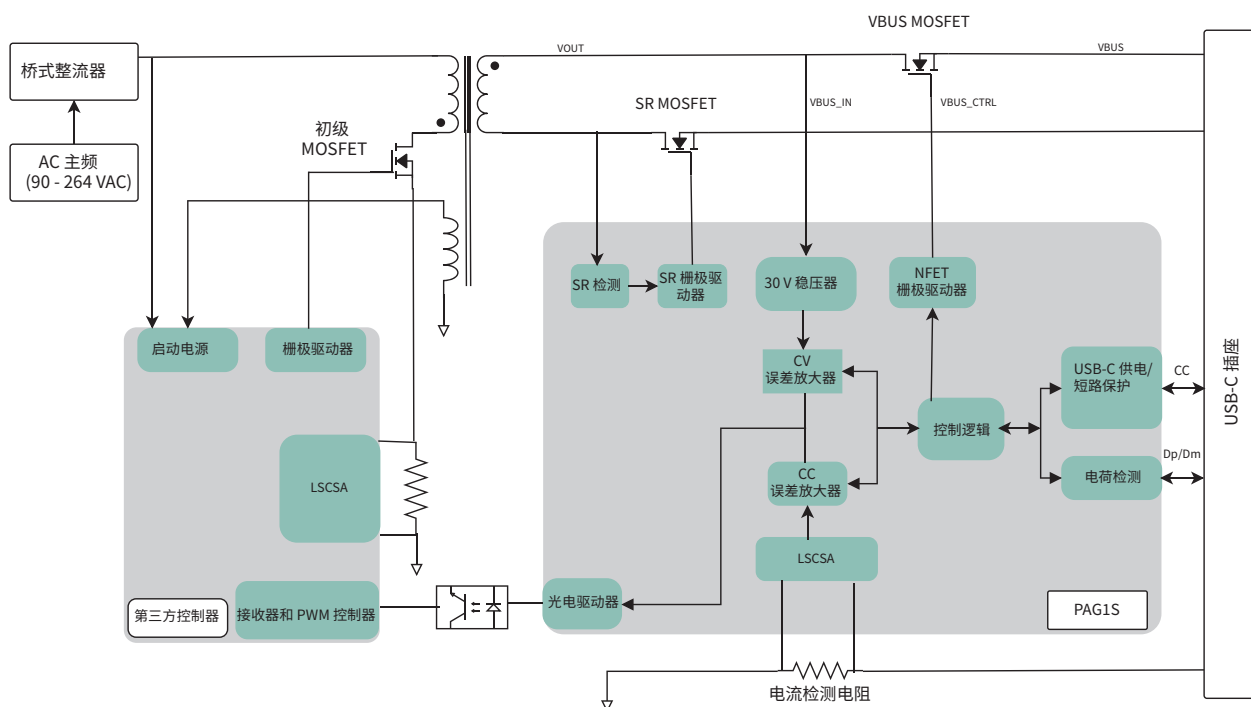 VBUS MOSFET
桥式整流器
VOUT
VBUS
SR MOSFET
VBUS_IN
VBUS_CTRL
初级
MOSFET
AC 主频
(90 - 264 VAC)
SR 检测
SR 栅极驱
动器
30 V 稳压器
NFET
栅极驱动器
启动电源
栅极驱动器
CV
误差放大器
USB-C 供电/
短路保护
CC
USB-C 插座
控制逻辑
LSCSA
CC
误差放大器
电荷检测
Dp/Dm
LSCSA
第三方控制器
接收器和 PWM 控制器
光电驱动器
PAG1S
电流检测电阻